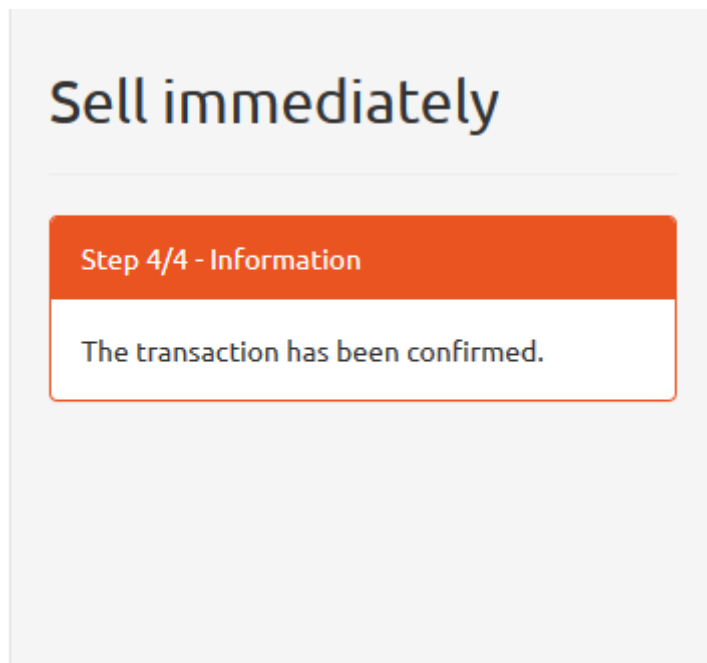 Sell immediately
Step 4/4 - Information
The transaction has been confirmed.